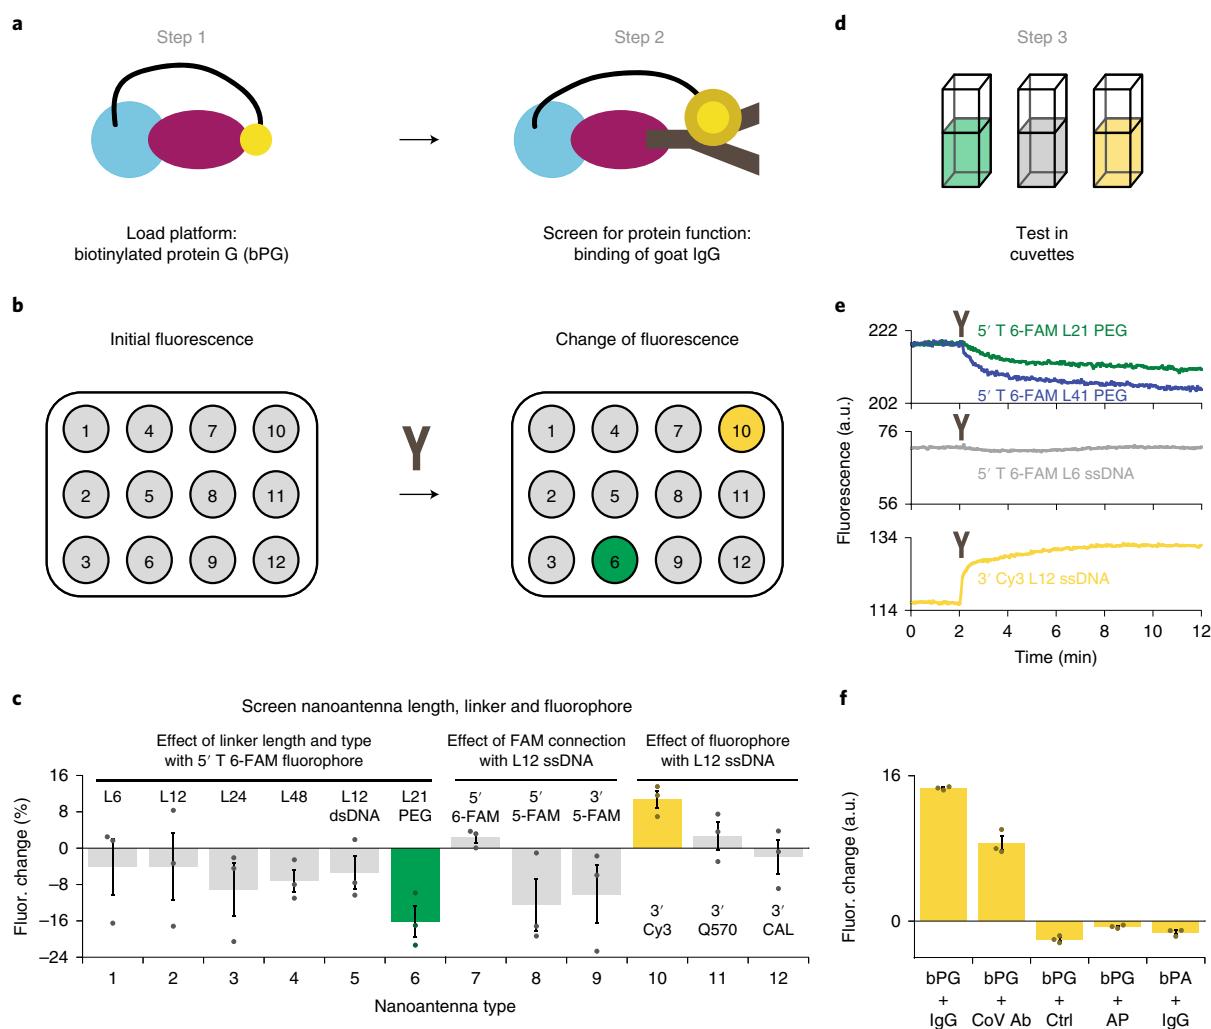 a
Step 1
Step 2
Load platform:
biotinylated protein G (bPG)
Screen for protein function:
binding of goat IgG
d
Step 3
Test in
cuvettes
b
Initial fluorescence
Change of fluorescence
1 4 7 10
2 5 8 11
3 6 9 12
1 4 7 10
2 5 8 11
3 6 9 12
e
222
202
76
56
134
114
5′ T 6-FAM L21 PEG
5′ T 6-FAM L41 PEG
5′ T 6-FAM L6 ssDNA
3′ Cy3 L12 ssDNA
Fluorescence (a.u.)
0 2 4 6 8 10 12
Time (min)
c
Screen nanoantenna length, linker and fluorophore
Effect of linker length and type
with 5′ T 6-FAM fluorophore
Effect of FAM connection
with L12 ssDNA
Effect of fluorophore
with L12 ssDNA
16
8
0
–8
–16
–24
Fluor. change (%)
L6
L12
L24
L48
L12
dsDNA
L21
PEG
5′
6-FAM
5′
5-FAM
3′
5-FAM
3′
Cy3
3′
Q570
3′
CAL
1 2 3 4 5 6 7 8 9 10 11 12
Nanoantenna type
f
16
0
Fluor. change (a.u.)
bPG
+
IgG
bPG
+
CoV Ab
bPG
+
Ctrl
bPG
+
AP
bPA
+
IgG